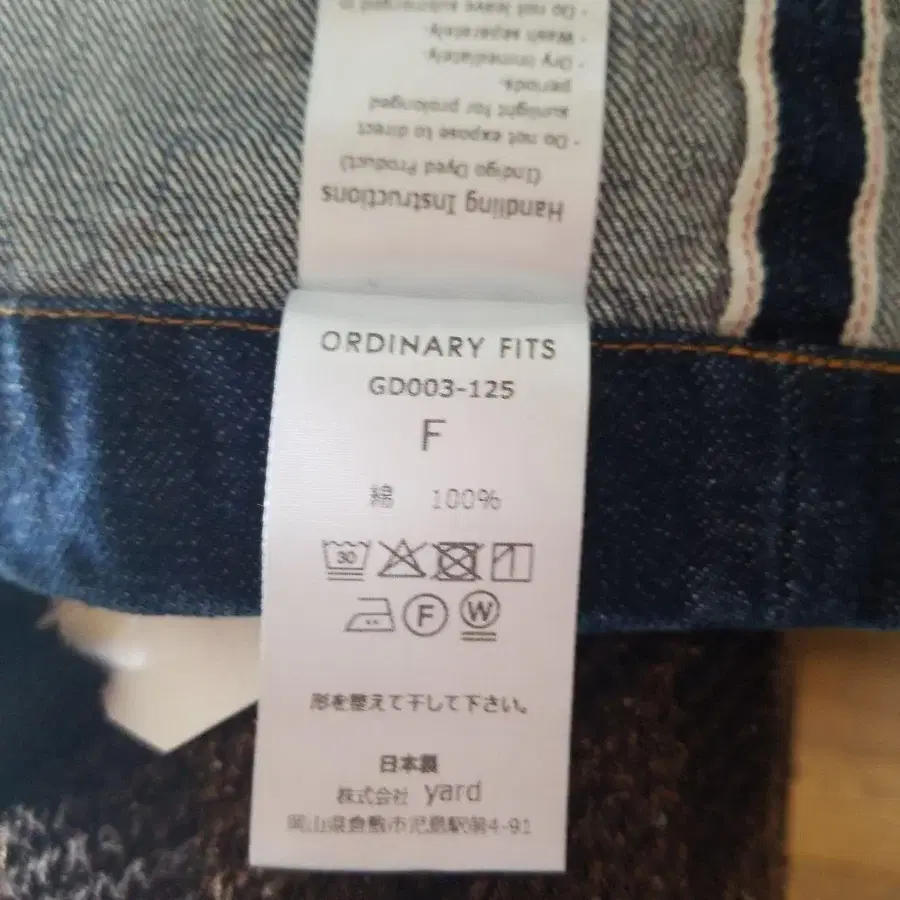 Handling Instructions
(Indigo Dyed Product)
- Do not expose to direct
sunlight for prolonged
periods.
- Dry immediately.
- Wash separately.
- Do not leave submerged in
ORDINARY FITS
GD003-125
F
綿 100%
30
F W
形を整えて干して下さい。
日本製
株式会社 yard
岡山県倉敷市児島駅前4-91